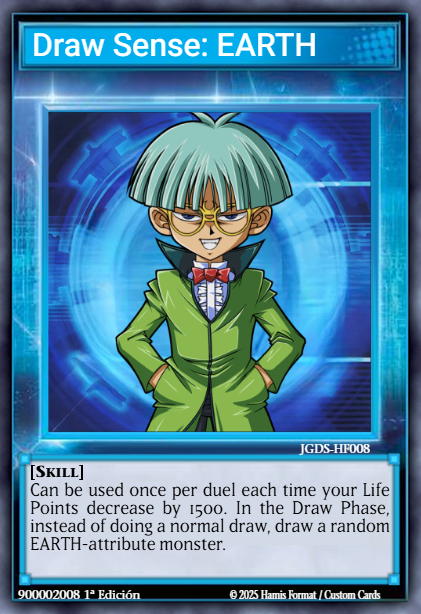 Draw Sense: EARTH
JGDS-HF008
[SKILL]
Can be used once per duel each time your Life
Points decrease by 1500. In the Draw Phase,
instead of doing a normal draw, draw a random
EARTH-attribute monster.
900002008 1ª Edición © 2025 Hamis Format / Custom Cards